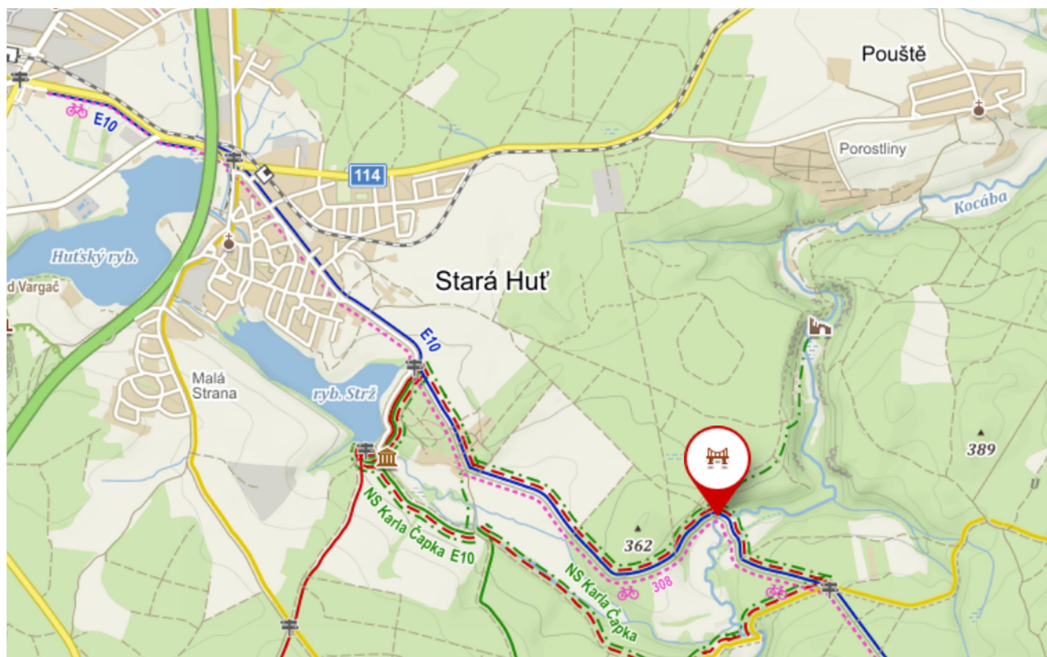 Pouště
E10
114
Porostliny
Kocába
Huťský ryb.
Stará Huť
d Vargač
E10
Malá
Strana
ryb. Strž
389
NS Karla Čapka E10
362
308
NS Karla Čapka